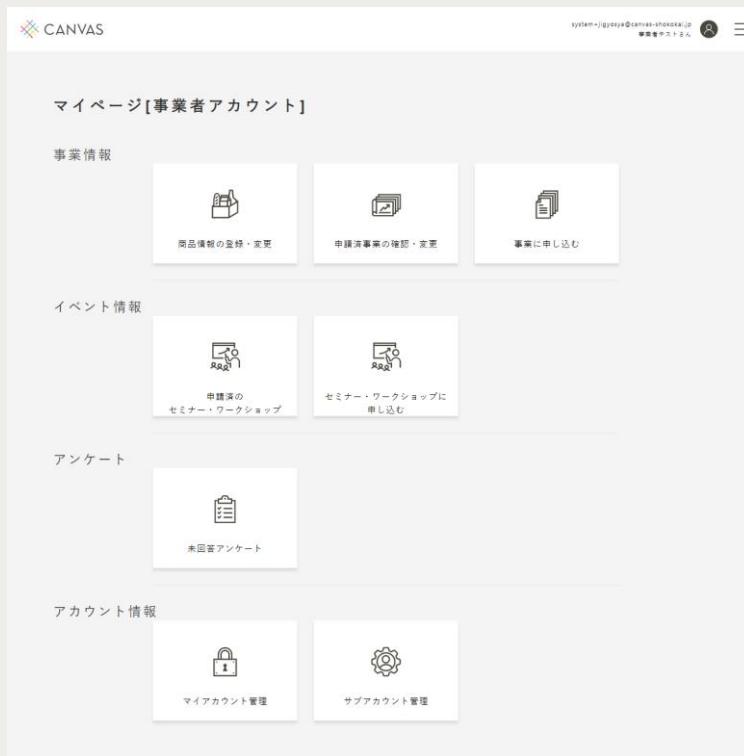 CANVAS
system+jigyosya@canvas-shokokai.jp
事業者テストさん
マイページ[事業者アカウント]
事業情報
商品情報の登録・変更
申請済事業の確認・変更
事業に申し込む
イベント情報
申請済の
セミナー・ワークショップ
セミナー・ワークショップに
申し込む
アンケート
未回答アンケート
アカウント情報
マイアカウント管理
サブアカウント管理